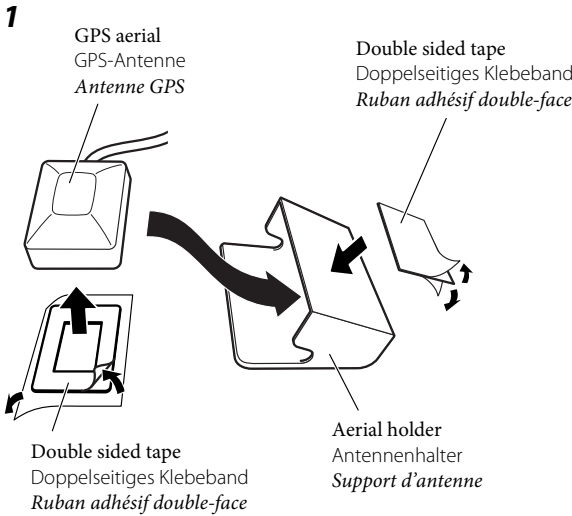 1
GPS aerial
GPS-Antenne
Antenne GPS
Double sided tape
Doppelseitiges Klebeband
Ruban adhésif double-face
Double sided tape
Doppelseitiges Klebeband
Ruban adhésif double-face
Aerial holder
Antennenhalter
Support d'antenne